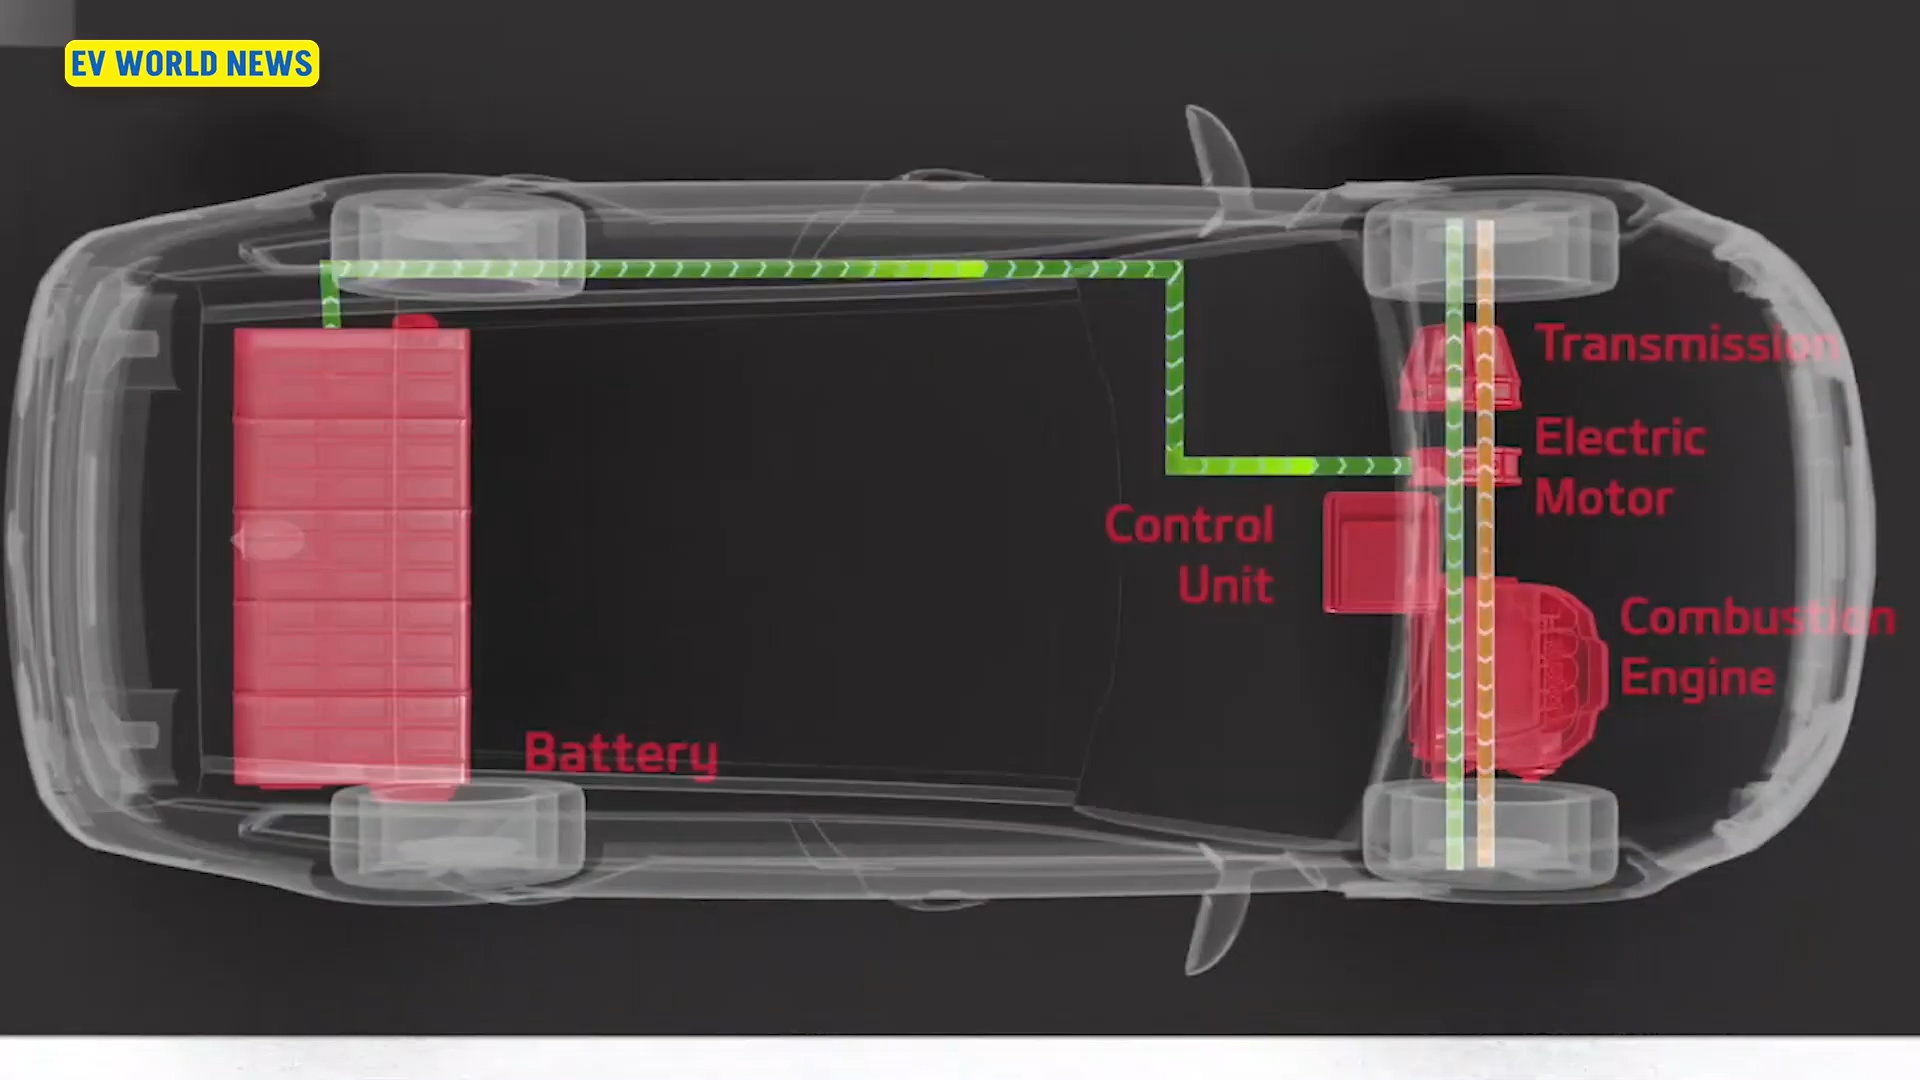 EV WORLD NEWS
Transmission
Electric
Motor
Control
Unit
Combustion
Engine
Battery